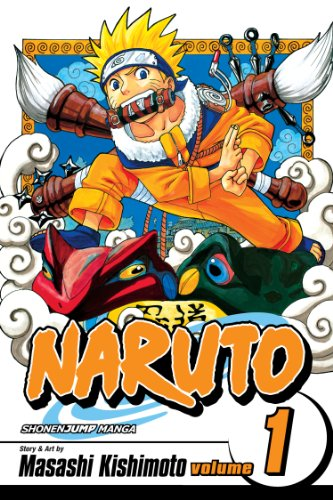 NARUTO
SHONEN JUMP MANGA
1
Story & Art by
Masashi Kishimoto volume